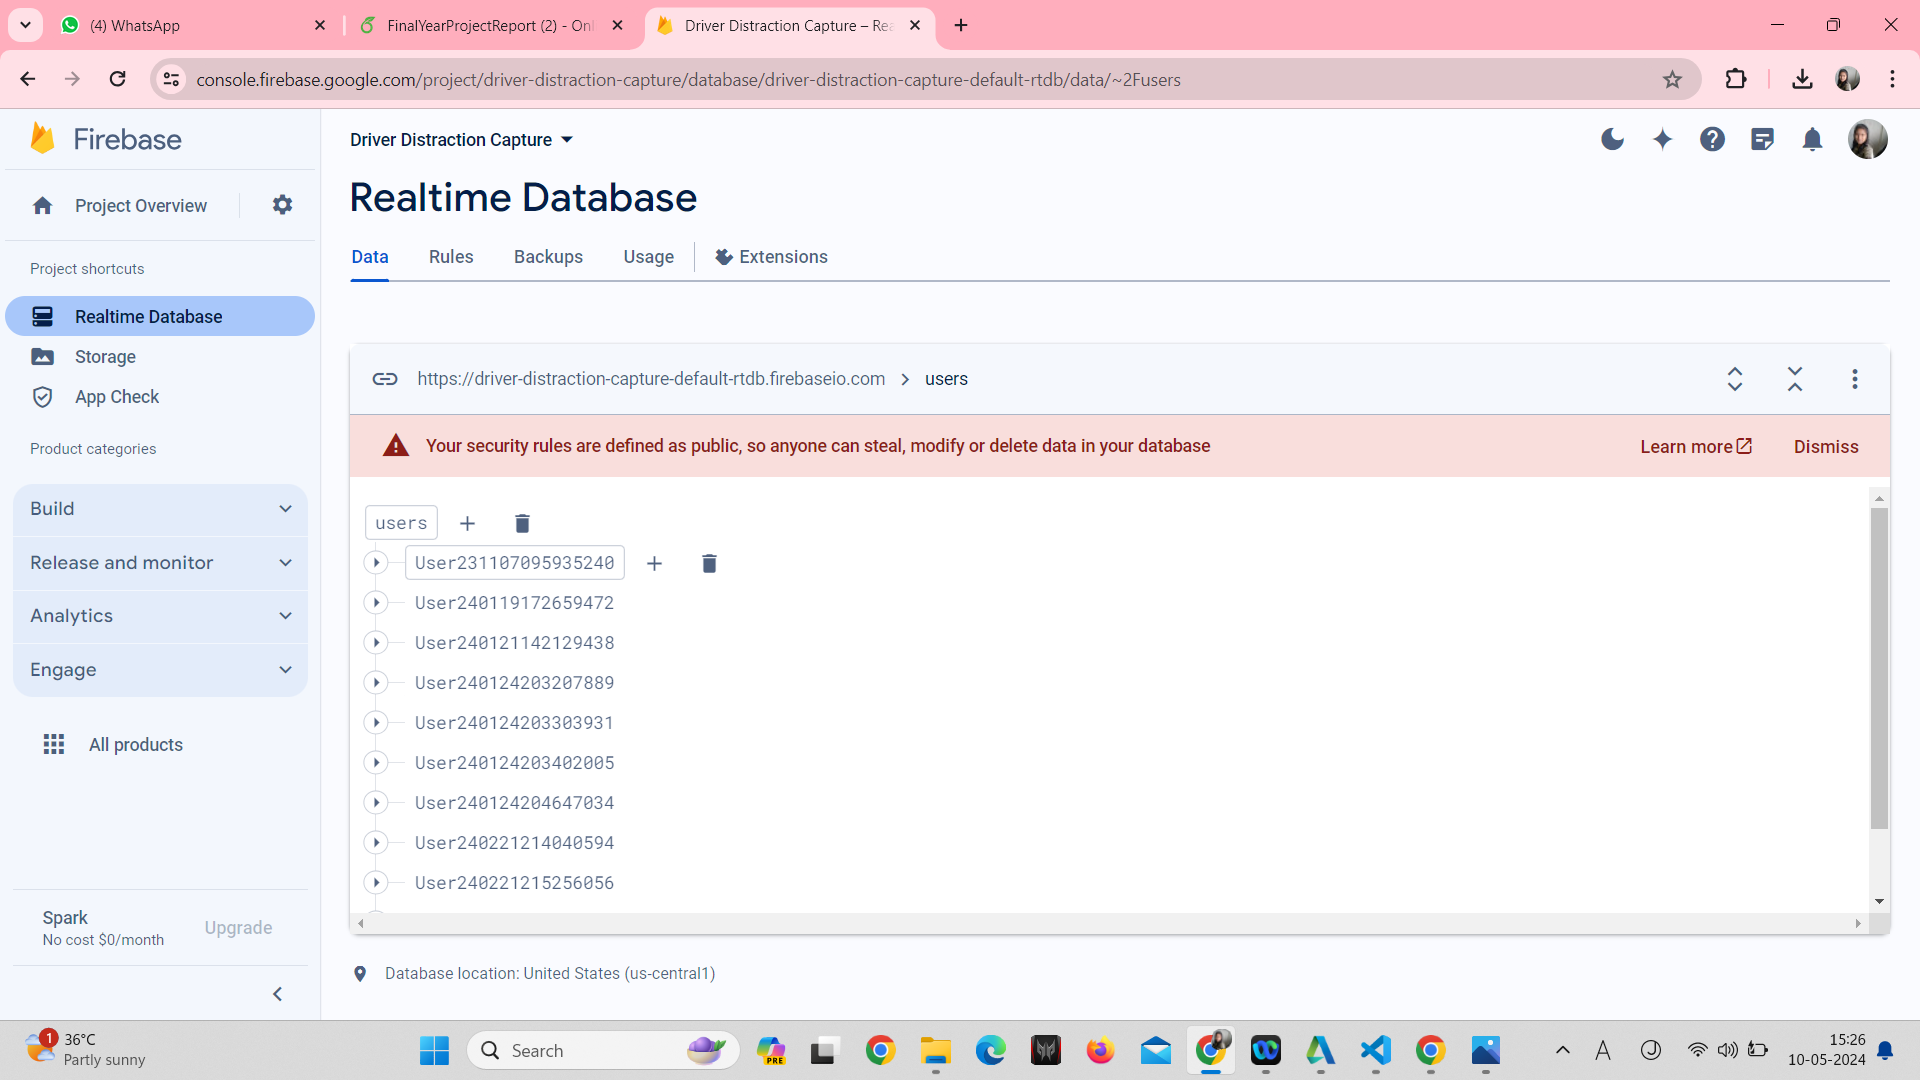 (4) WhatsApp
FinalYearProjectReport (2) - Onl
Driver Distraction Capture – Rea
console.firebase.google.com/project/driver-distraction-capture/database/driver-distraction-capture-default-rtdb/data/~2Fusers
Firebase
Project Overview
Project shortcuts
Realtime Database
Storage
App Check
Product categories
Build
Release and monitor
Analytics
Engage
All products
Spark
No cost $0/month
Upgrade
Driver Distraction Capture
Realtime Database
Data
Rules
Backups
Usage
Extensions
https://driver-distraction-capture-default-rtdb.firebaseio.com
users
Your security rules are defined as public, so anyone can steal, modify or delete data in your database
Learn more
Dismiss
users
User231107095935240
User240119172659472
User240121142129438
User240124203207889
User240124203303931
User240124203402005
User240124204647034
User240221214040594
User240221215256056
Database location: United States (us-central1)
1
36°C
Partly sunny
Search
PRE
A
J
15:26
10-05-2024